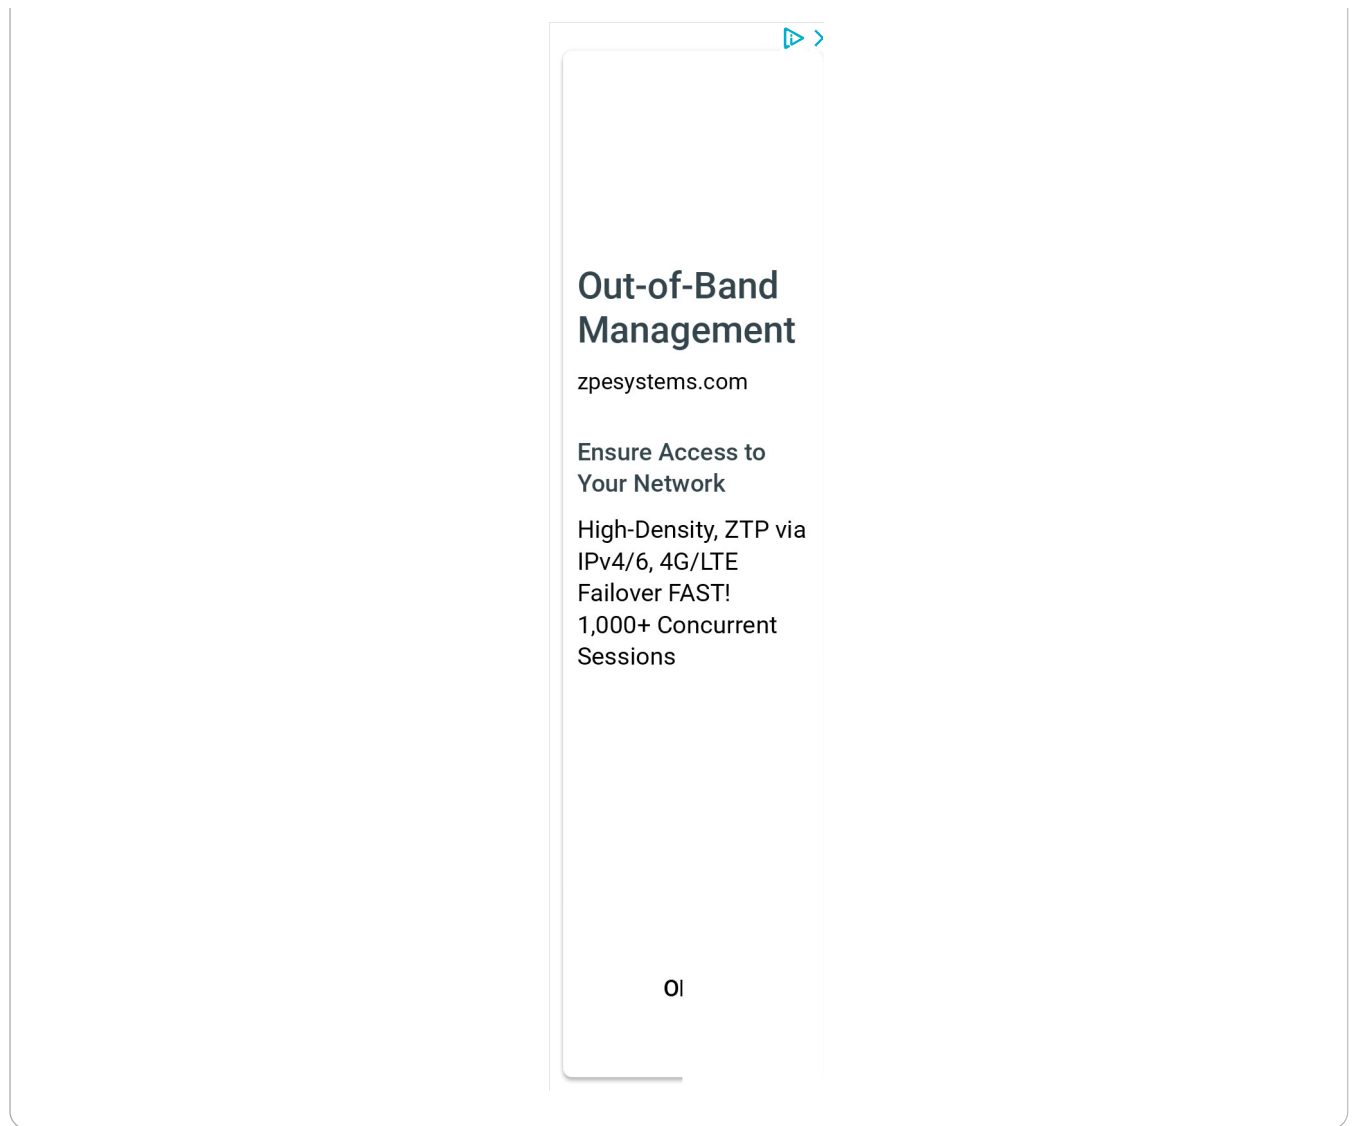 Out-of-Band
Management
zpesystems.com
Ensure Access to
Your Network
High-Density, ZTP via
IPv4/6, 4G/LTE
Failover FAST!
1,000+ Concurrent
Sessions